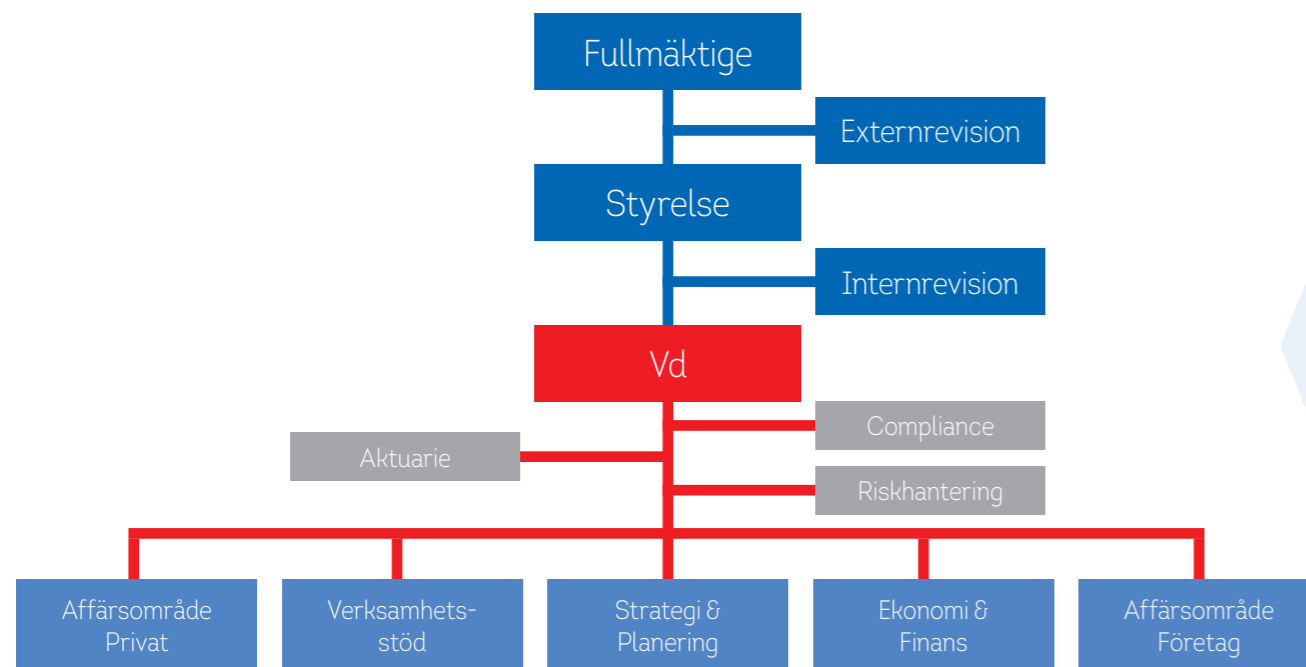 Fullmäktige
Externrevision
Styrelse
Internrevision
Vd
Compliance
Aktuarie
Riskhantering
Affärsområde
Privat
Verksamhets-
stöd
Strategi &
Planering
Ekonomi &
Finans
Affärsområde
Företag